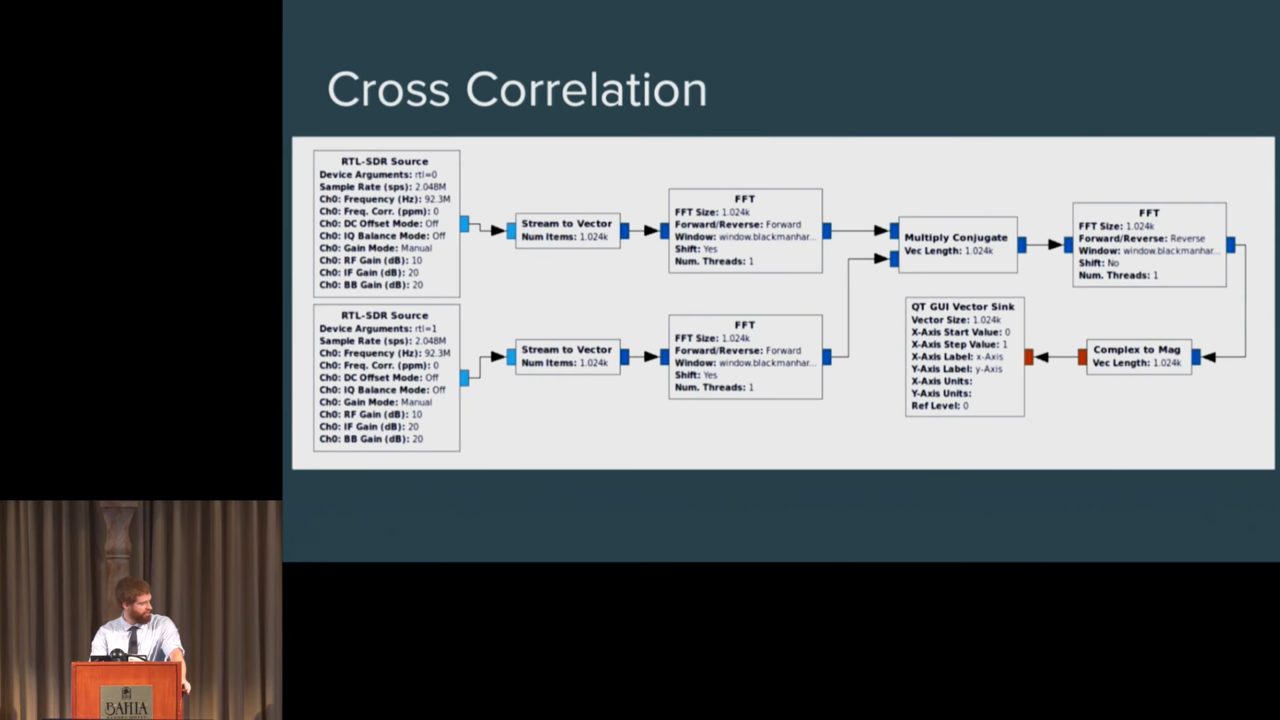 Cross Correlation
RTL-SDR Source
Device Arguments: rtl=0
Sample Rate (sps): 2.048M
Ch0: Frequency (Hz): 92.3M
Ch0: Freq. Corr. (ppm): 0
Ch0: DC Offset Mode: Off
Ch0: IQ Balance Mode: Off
Ch0: Gain Mode: Manual
Ch0: RF Gain (dB): 10
Ch0: IF Gain (dB): 20
Ch0: BB Gain (dB): 20
Stream to Vector
Num Items: 1.024k
FFT
FFT Size: 1.024k
Forward/Reverse: Forward
Window: window.blackmanhar...
Shift: Yes
Num. Threads: 1
Multiply Conjugate
Vec Length: 1.024k
FFT
FFT Size: 1.024k
Forward/Reverse: Reverse
Window: window.blackmanhar...
Shift: No
Num. Threads: 1
RTL-SDR Source
Device Arguments: rtl=1
Sample Rate (sps): 2.048M
Ch0: Frequency (Hz): 92.3M
Ch0: Freq. Corr. (ppm): 0
Ch0: DC Offset Mode: Off
Ch0: IQ Balance Mode: Off
Ch0: Gain Mode: Manual
Ch0: RF Gain (dB): 10
Ch0: IF Gain (dB): 20
Ch0: BB Gain (dB): 20
Stream to Vector
Num Items: 1.024k
FFT
FFT Size: 1.024k
Forward/Reverse: Forward
Window: window.blackmanhar...
Shift: Yes
Num. Threads: 1
QT GUI Vector Sink
Vector Size: 1.024k
X-Axis Start Value: 0
X-Axis Step Value: 1
X-Axis Label: x-Axis
Y-Axis Label: y-Axis
X-Axis Units:
Y-Axis Units:
Ref Level: 0
Complex to Mag
Vec Length: 1.024k
BAHIA